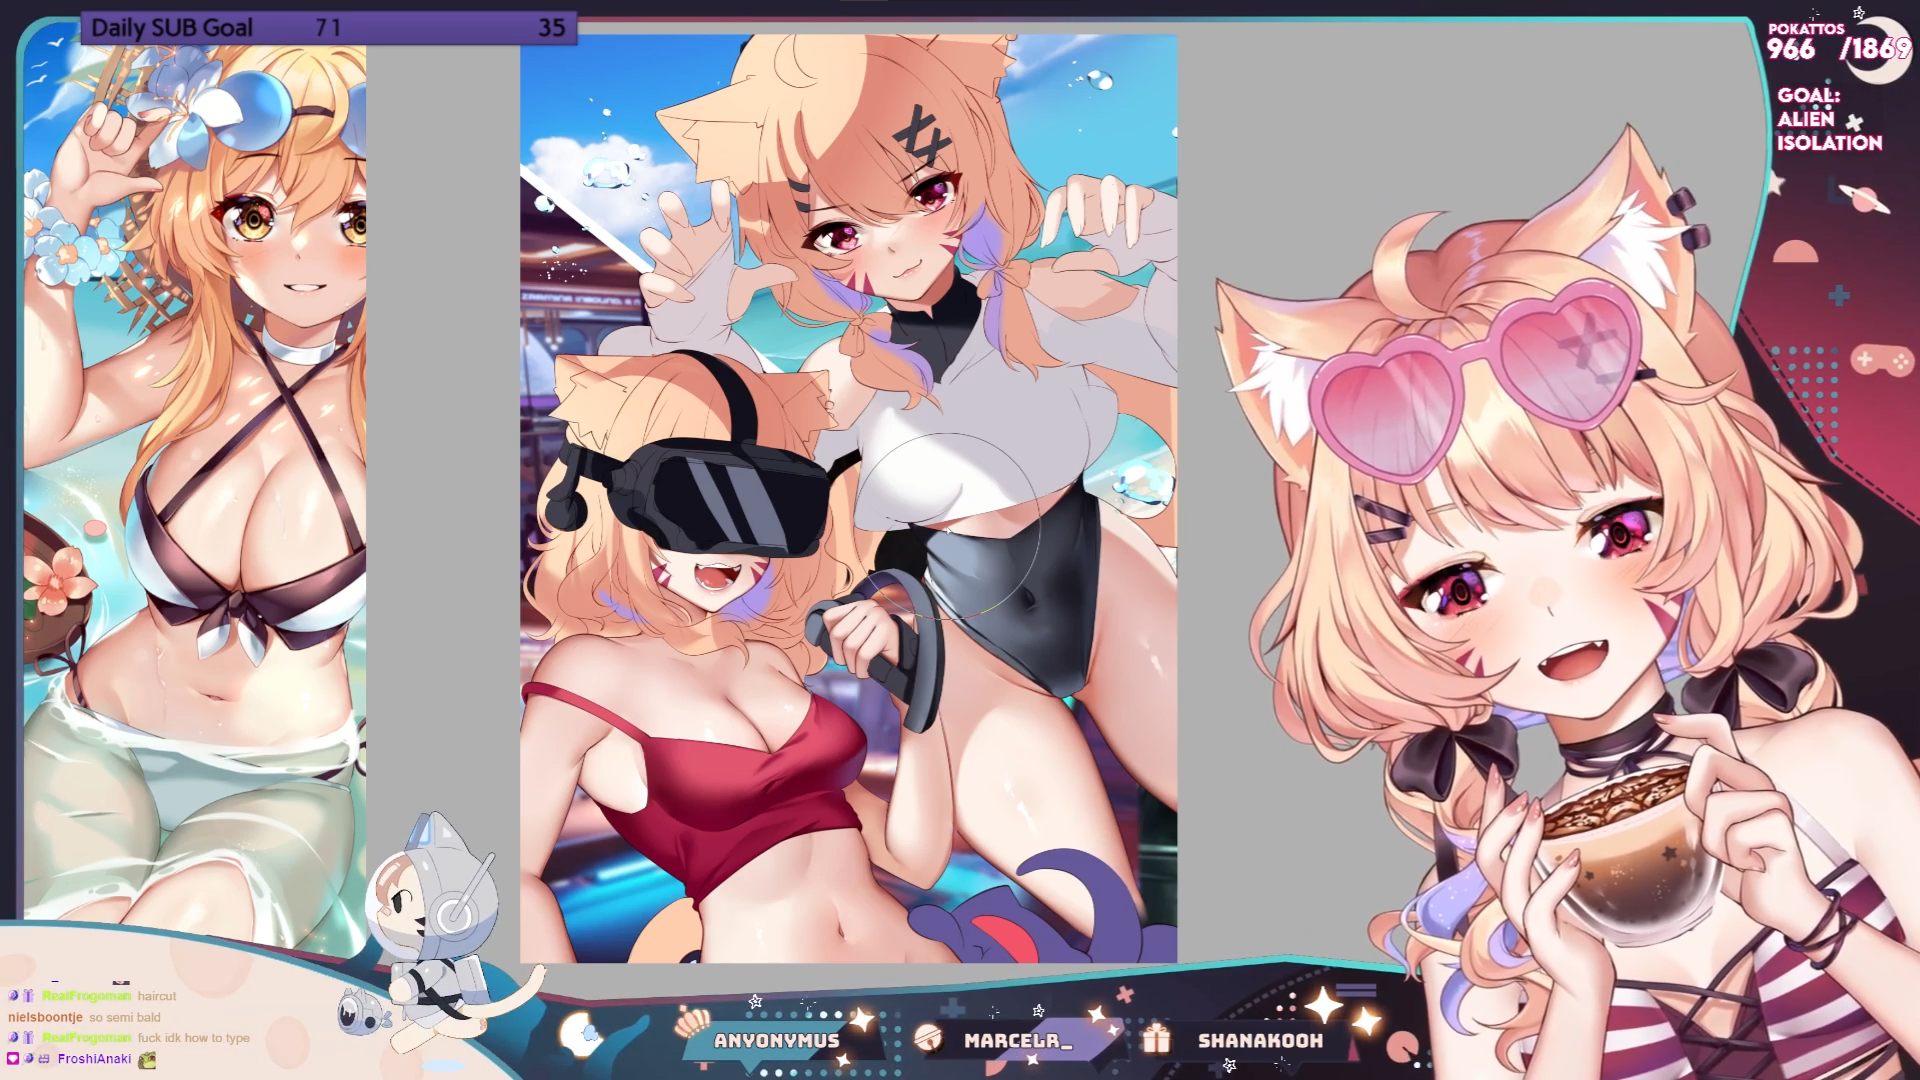 Daily SUB Goal 71 35
POKATTOS
966 /1869
GOAL:
ALIEN
ISOLATION
RealFrogoman haircut
nielsboontje so semi bald
RealFrogoman fuck idk how to type
FroshiAnaki
ANYONYMUS
MARCELR_
SHANAKOOH